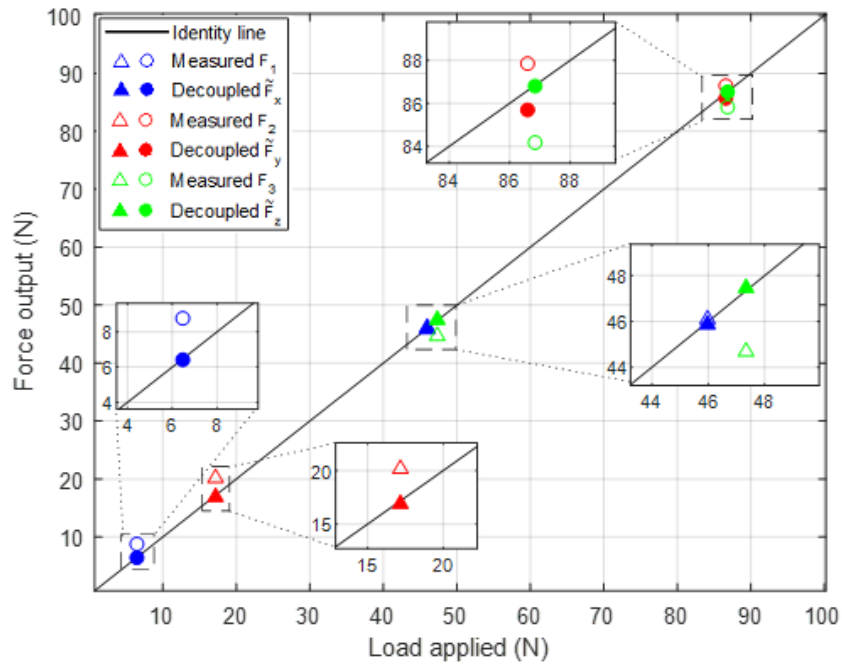 100
90
80
70
60
50
40
30
20
10
Force output (N)
Identity line
Measured F₁
Decoupled F̃ₓ
Measured F₂
Decoupled F̃ᵧ
Measured F₃
Decoupled F̃_z
88
86
84
84 86 88
48
46
44
44 46 48
8
6
4
4 6 8
20
15
15 20
10 20 30 40 50 60 70 80 90 100
Load applied (N)